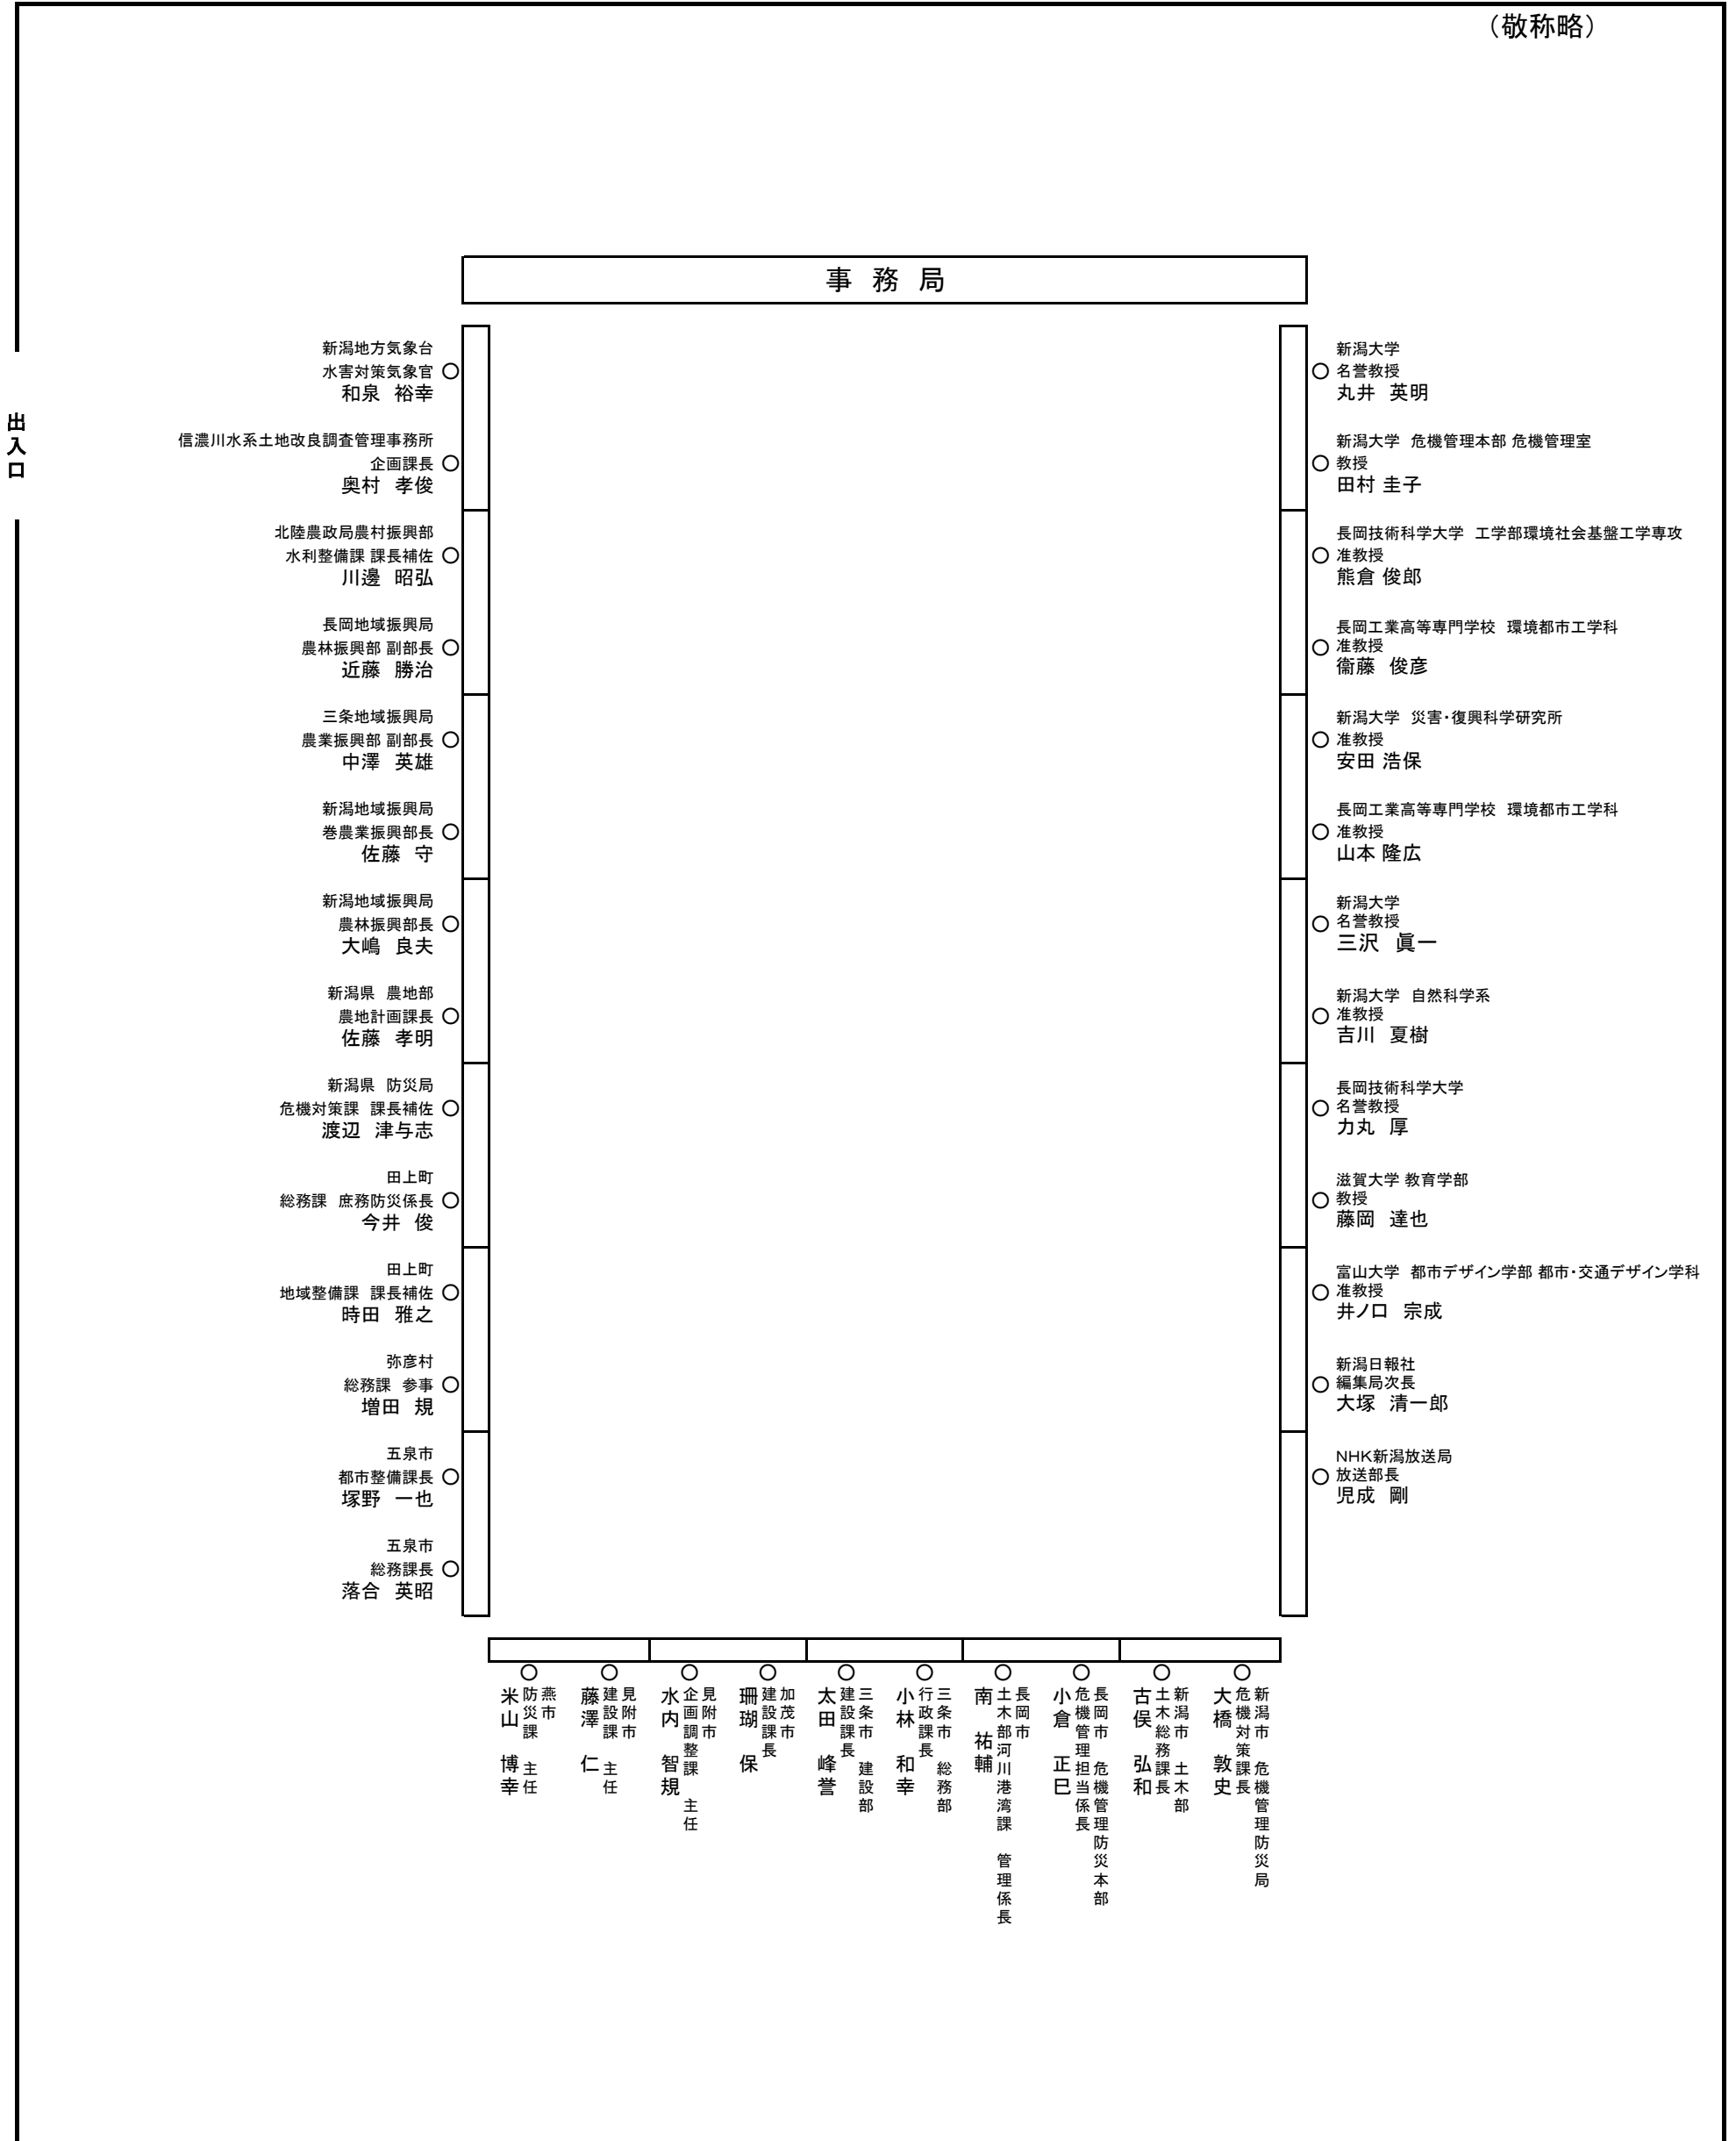 （敬称略）
事 務 局
出入口
新潟地方気象台
水害対策気象官
和泉 裕幸
信濃川水系土地改良調査管理事務所
企画課長
奥村 孝俊
北陸農政局農村振興部
水利整備課 課長補佐
川邊 昭弘
長岡地域振興局
農林振興部 副部長
近藤 勝治
三条地域振興局
農業振興部 副部長
中澤 英雄
新潟地域振興局
巻農業振興部長
佐藤 守
新潟地域振興局
農林振興部長
大嶋 良夫
新潟県 農地部
農地計画課長
佐藤 孝明
新潟県 防災局
危機対策課 課長補佐
渡辺 津与志
田上町
総務課 庶務防災係長
今井 俊
田上町
地域整備課 課長補佐
時田 雅之
弥彦村
総務課 参事
増田 規
五泉市
都市整備課長
塚野 一也
五泉市
総務課長
落合 英昭
新潟大学
名誉教授
丸井 英明
新潟大学 危機管理本部 危機管理室
教授
田村 圭子
長岡技術科学大学 工学部環境社会基盤工学専攻
准教授
熊倉 俊郎
長岡工業高等専門学校 環境都市工学科
准教授
衞藤 俊彦
新潟大学 災害・復興科学研究所
准教授
安田 浩保
長岡工業高等専門学校 環境都市工学科
准教授
山本 隆広
新潟大学
名誉教授
三沢 眞一
新潟大学 自然科学系
准教授
吉川 夏樹
長岡技術科学大学
名誉教授
力丸 厚
滋賀大学 教育学部
教授
藤岡 達也
富山大学 都市デザイン学部 都市・交通デザイン学科
准教授
井ノ口 宗成
新潟日報社
編集局次長
大塚 清一郎
NHK新潟放送局
放送部長
児成 剛
新潟市 危機管理防災局
危機対策課長
大橋 敦史
新潟市 土木部
土木総務課長
古俣 弘和
長岡市 危機管理防災本部
危機管理担当係長
小倉 正巳
長岡市
土木部河川港湾課 管理係長
南 祐輔
三条市 総務部
行政課長
小林 和幸
三条市 建設部
建設課長
太田 峰誉
加茂市
建設課長
珊瑚 保
見附市
企画調整課 主任
水内 智規
見附市
建設課 主任
藤澤 仁
燕市
防災課 主任
米山 博幸